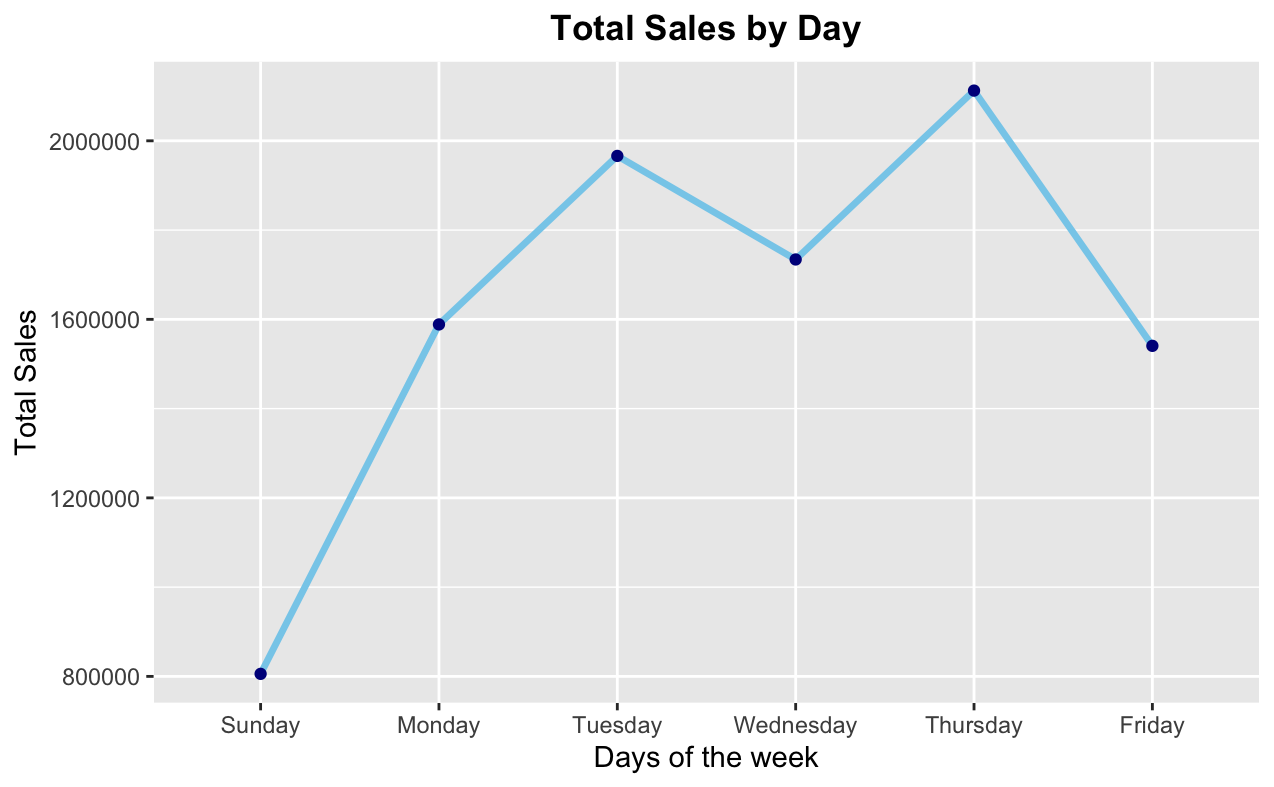 Total Sales by Day
Total Sales
2000000
1600000
1200000
800000
Sunday Monday Tuesday Wednesday Thursday Friday
Days of the week